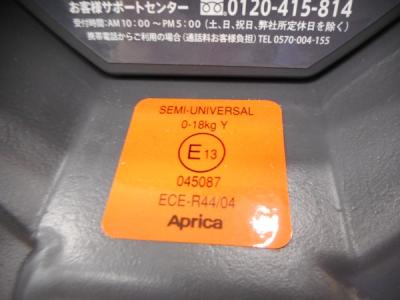 お客様サポートセンター 0120-415-814
受付時間:AM10:00～PM5:00(土、日、祝日、弊社所定休日を除く)
携帯電話からご利用の場合(通話料お客様負担) TEL 0570-004-155
SEMI-UNIVERSAL
0-18kg Y
E13
045087
ECE-R44/04
Aprica